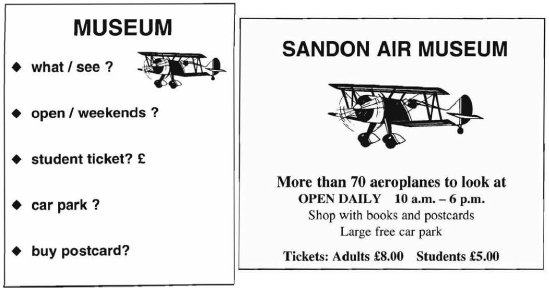 MUSEUM
◆ what / see ?
◆ open / weekends ?
◆ student ticket? £
◆ car park ?
◆ buy postcard?
SANDON AIR MUSEUM
More than 70 aeroplanes to look at
OPEN DAILY 10 a.m. – 6 p.m.
Shop with books and postcards
Large free car park
Tickets: Adults £8.00 Students £5.00